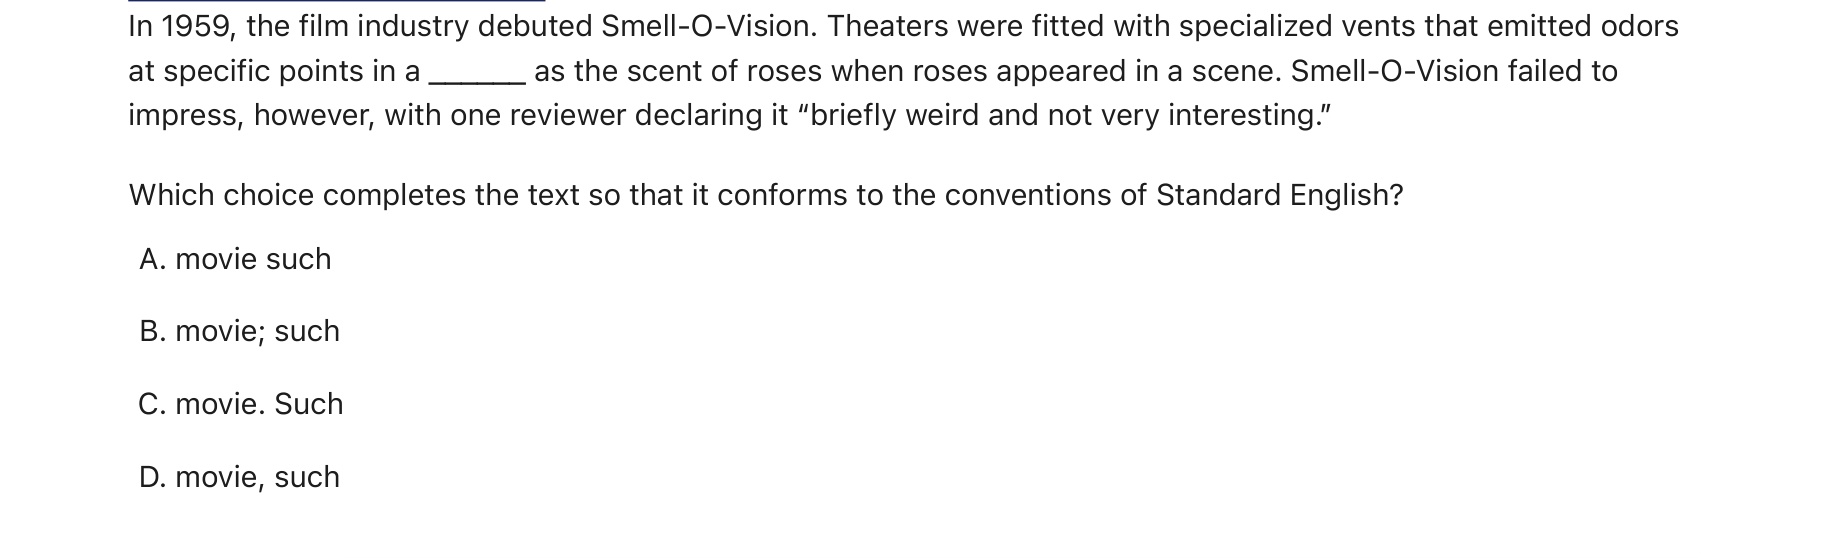 In 1959, the film industry debuted Smell-O-Vision. Theaters were fitted with specialized vents that emitted odors
at specific points in a ______ as the scent of roses when roses appeared in a scene. Smell-O-Vision failed to
impress, however, with one reviewer declaring it “briefly weird and not very interesting.”
Which choice completes the text so that it conforms to the conventions of Standard English?
A. movie such
B. movie; such
C. movie. Such
D. movie, such